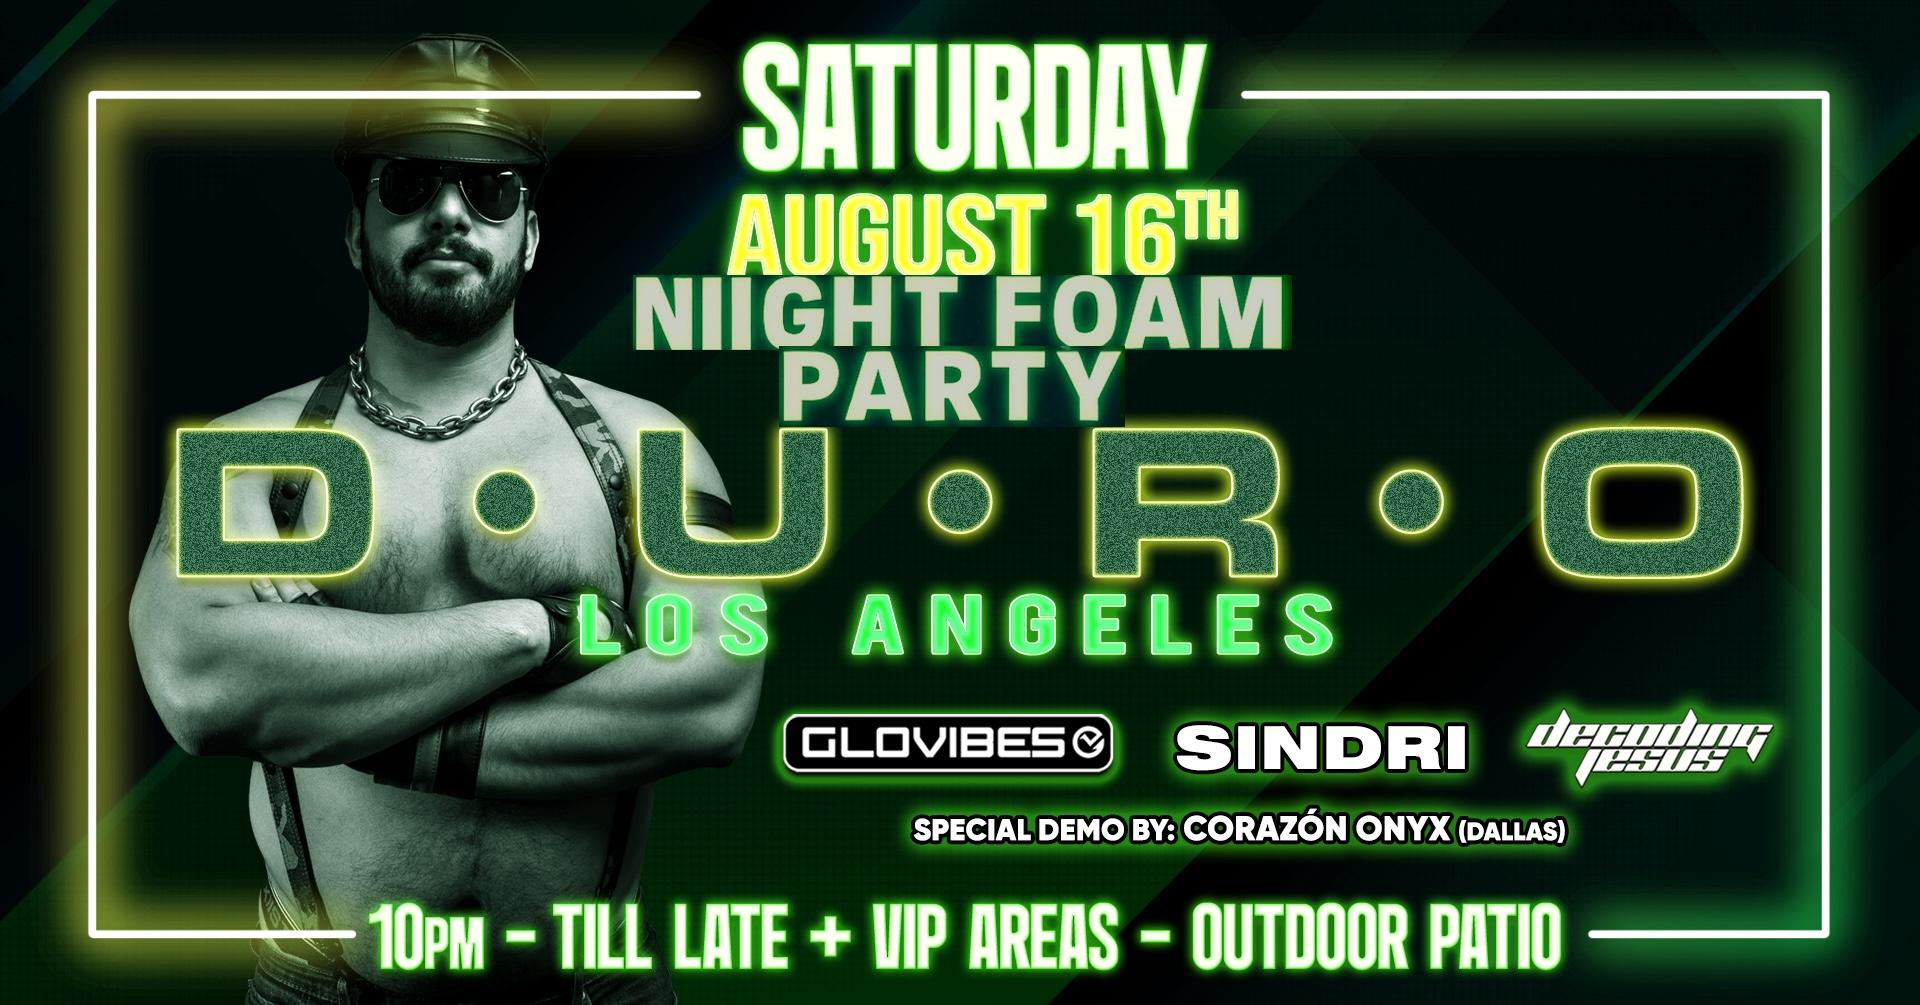 SATURDAY
AUGUST 16TH
NIIGHT FOAM
PARTY
D•U•R•O
LOS ANGELES
GLOVIBES SINDRI decoding jesus
SPECIAL DEMO BY: CORAZÓN ONYX (DALLAS)
10PM – TILL LATE + VIP AREAS – OUTDOOR PATIO